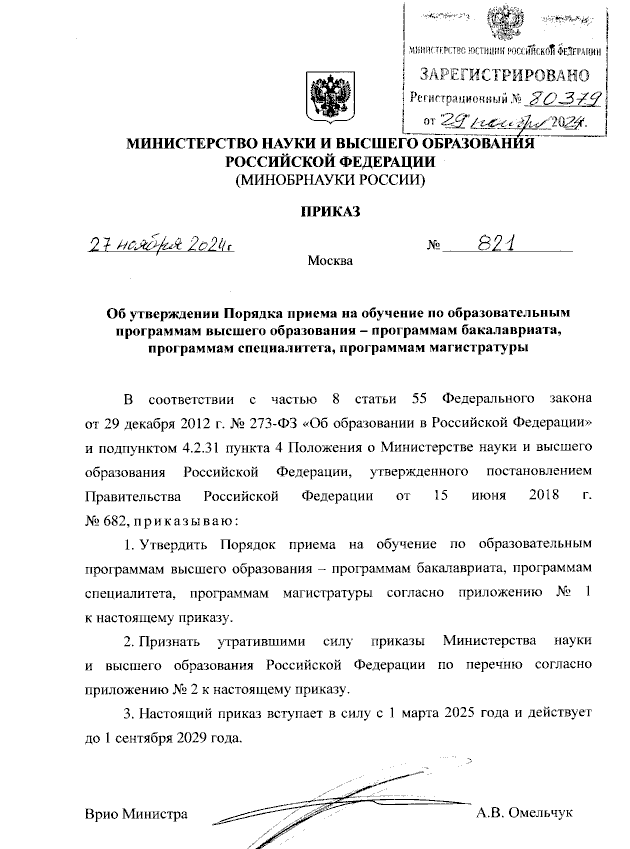 МИНИСТЕРСТВО ЮСТИЦИИ РОССИЙСКОЙ ФЕДЕРАЦИИ
ЗАРЕГИСТРИРОВАНО
Регистрационный № 80379
от "29" ноября 2024г.
МИНИСТЕРСТВО НАУКИ И ВЫСШЕГО ОБРАЗОВАНИЯ
РОССИЙСКОЙ ФЕДЕРАЦИИ
(МИНОБРНАУКИ РОССИИ)
ПРИКАЗ
27 ноября 2024г. № 821
Москва
Об утверждении Порядка приема на обучение по образовательным
программам высшего образования – программам бакалавриата,
программам специалитета, программам магистратуры
В соответствии с частью 8 статьи 55 Федерального закона
от 29 декабря 2012 г. № 273-ФЗ «Об образовании в Российской Федерации»
и подпунктом 4.2.31 пункта 4 Положения о Министерстве науки и высшего
образования Российской Федерации, утвержденного постановлением
Правительства Российской Федерации от 15 июня 2018 г.
№ 682, приказываю:
1. Утвердить Порядок приема на обучение по образовательным
программам высшего образования – программам бакалавриата, программам
специалитета, программам магистратуры согласно приложению № 1
к настоящему приказу.
2. Признать утратившими силу приказы Министерства науки
и высшего образования Российской Федерации по перечню согласно
приложению № 2 к настоящему приказу.
3. Настоящий приказ вступает в силу с 1 марта 2025 года и действует
до 1 сентября 2029 года.
Врио Министра А.В. Омельчук